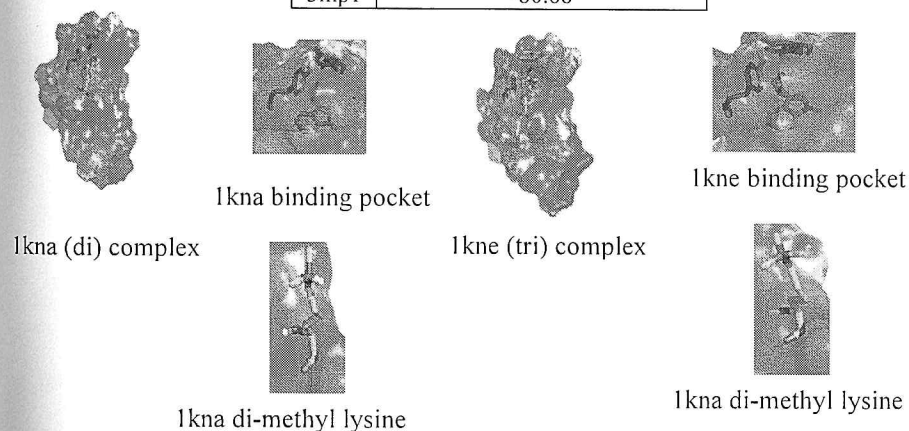 1kna binding pocket
1kne binding pocket
1kna (di) complex
1kne (tri) complex
1kna di-methyl lysine
1kna di-methyl lysine